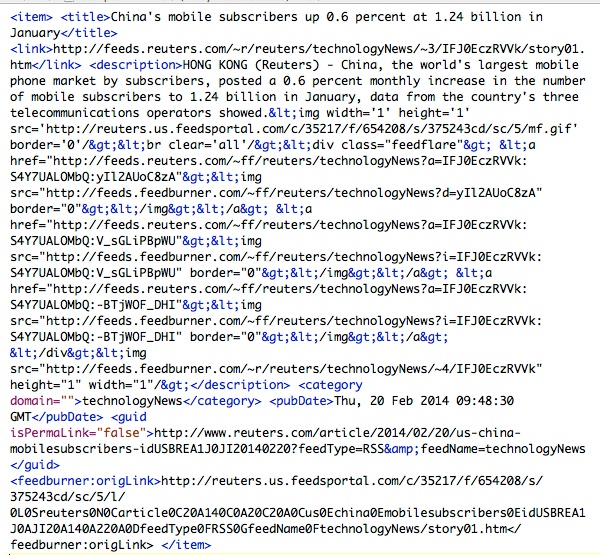 <item> <title>China's mobile subscribers up 0.6 percent at 1.24 billion in
January</title>
<link>http://feeds.reuters.com/~r/reuters/technologyNews/~3/IFJ0EczRVVk/story01.
htm</link> <description>HONG KONG (Reuters) - China, the world's largest mobile
phone market by subscribers, posted a 0.6 percent monthly increase in the number
of mobile subscribers to 1.24 billion in January, data from the country's three
telecommunications operators showed.&lt;img width='1' height='1'
src='http://reuters.us.feedsportal.com/c/35217/f/654208/s/375243cd/sc/5/mf.gif'
border='0'/&gt;&lt;br clear='all'/&gt;&lt;div class="feedflare"&gt; &lt;a
href="http://feeds.feedburner.com/~ff/reuters/technologyNews?a=IFJ0EczRVVk:
S4Y7UALOMbQ:yIl2AUoC8zA"&gt;&lt;img
src="http://feeds.feedburner.com/~ff/reuters/technologyNews?d=yIl2AUoC8zA"
border="0"&gt;&lt;/img&gt;&lt;/a&gt; &lt;a
href="http://feeds.feedburner.com/~ff/reuters/technologyNews?a=IFJ0EczRVVk:
S4Y7UALOMbQ:V_sGLiPBpWU"&gt;&lt;img
src="http://feeds.feedburner.com/~ff/reuters/technologyNews?i=IFJ0EczRVVk:
S4Y7UALOMbQ:V_sGLiPBpWU" border="0"&gt;&lt;/img&gt;&lt;/a&gt; &lt;a
href="http://feeds.feedburner.com/~ff/reuters/technologyNews?a=IFJ0EczRVVk:
S4Y7UALOMbQ:-BTjWOF_DHI"&gt;&lt;img
src="http://feeds.feedburner.com/~ff/reuters/technologyNews?i=IFJ0EczRVVk:
S4Y7UALOMbQ:-BTjWOF_DHI" border="0"&gt;&lt;/img&gt;&lt;/a&gt;
&lt;/div&gt;&lt;img
src="http://feeds.feedburner.com/~r/reuters/technologyNews/~4/IFJ0EczRVVk"
height="1" width="1"/&gt;</description> <category
domain="">technologyNews</category> <pubDate>Thu, 20 Feb 2014 09:48:30
GMT</pubDate> <guid
isPermaLink="false">http://www.reuters.com/article/2014/02/20/us-china-
mobilesubscribers-idUSBREA1J0JI20140220?feedType=RSS&amp;feedName=technologyNews
</guid>
<feedburner:origLink>http://reuters.us.feedsportal.com/c/35217/f/654208/s/
375243cd/sc/5/l/
0L0Sreuters0N0Carticle0C20A140C0A20C20A0Cus0Echina0Emobilesubscribers0EidUSBREA1
J0AJI20A140A220A0DfeedType0FRSS0GfeedName0FtechnologyNews/story01.htm</
feedburner:origLink> </item>